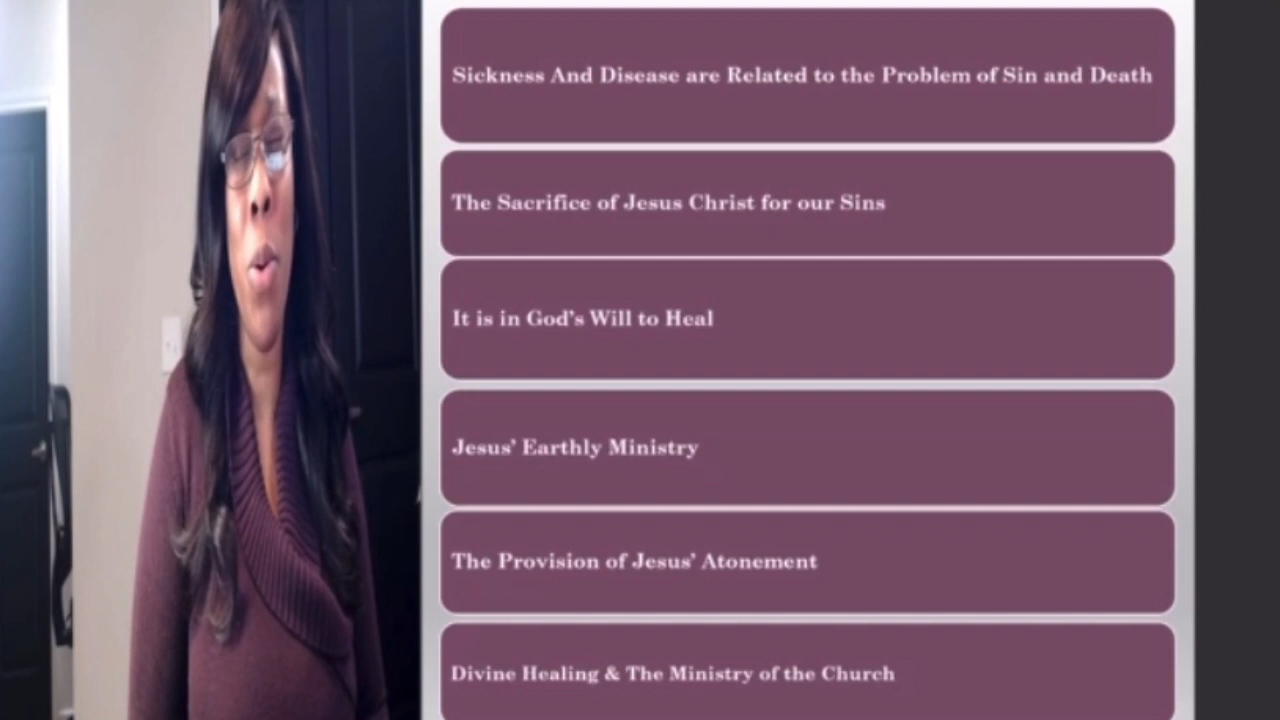 Sickness And Disease are Related to the Problem of Sin and Death
The Sacrifice of Jesus Christ for our Sins
It is in God’s Will to Heal
Jesus’ Earthly Ministry
The Provision of Jesus’ Atonement
Divine Healing & The Ministry of the Church